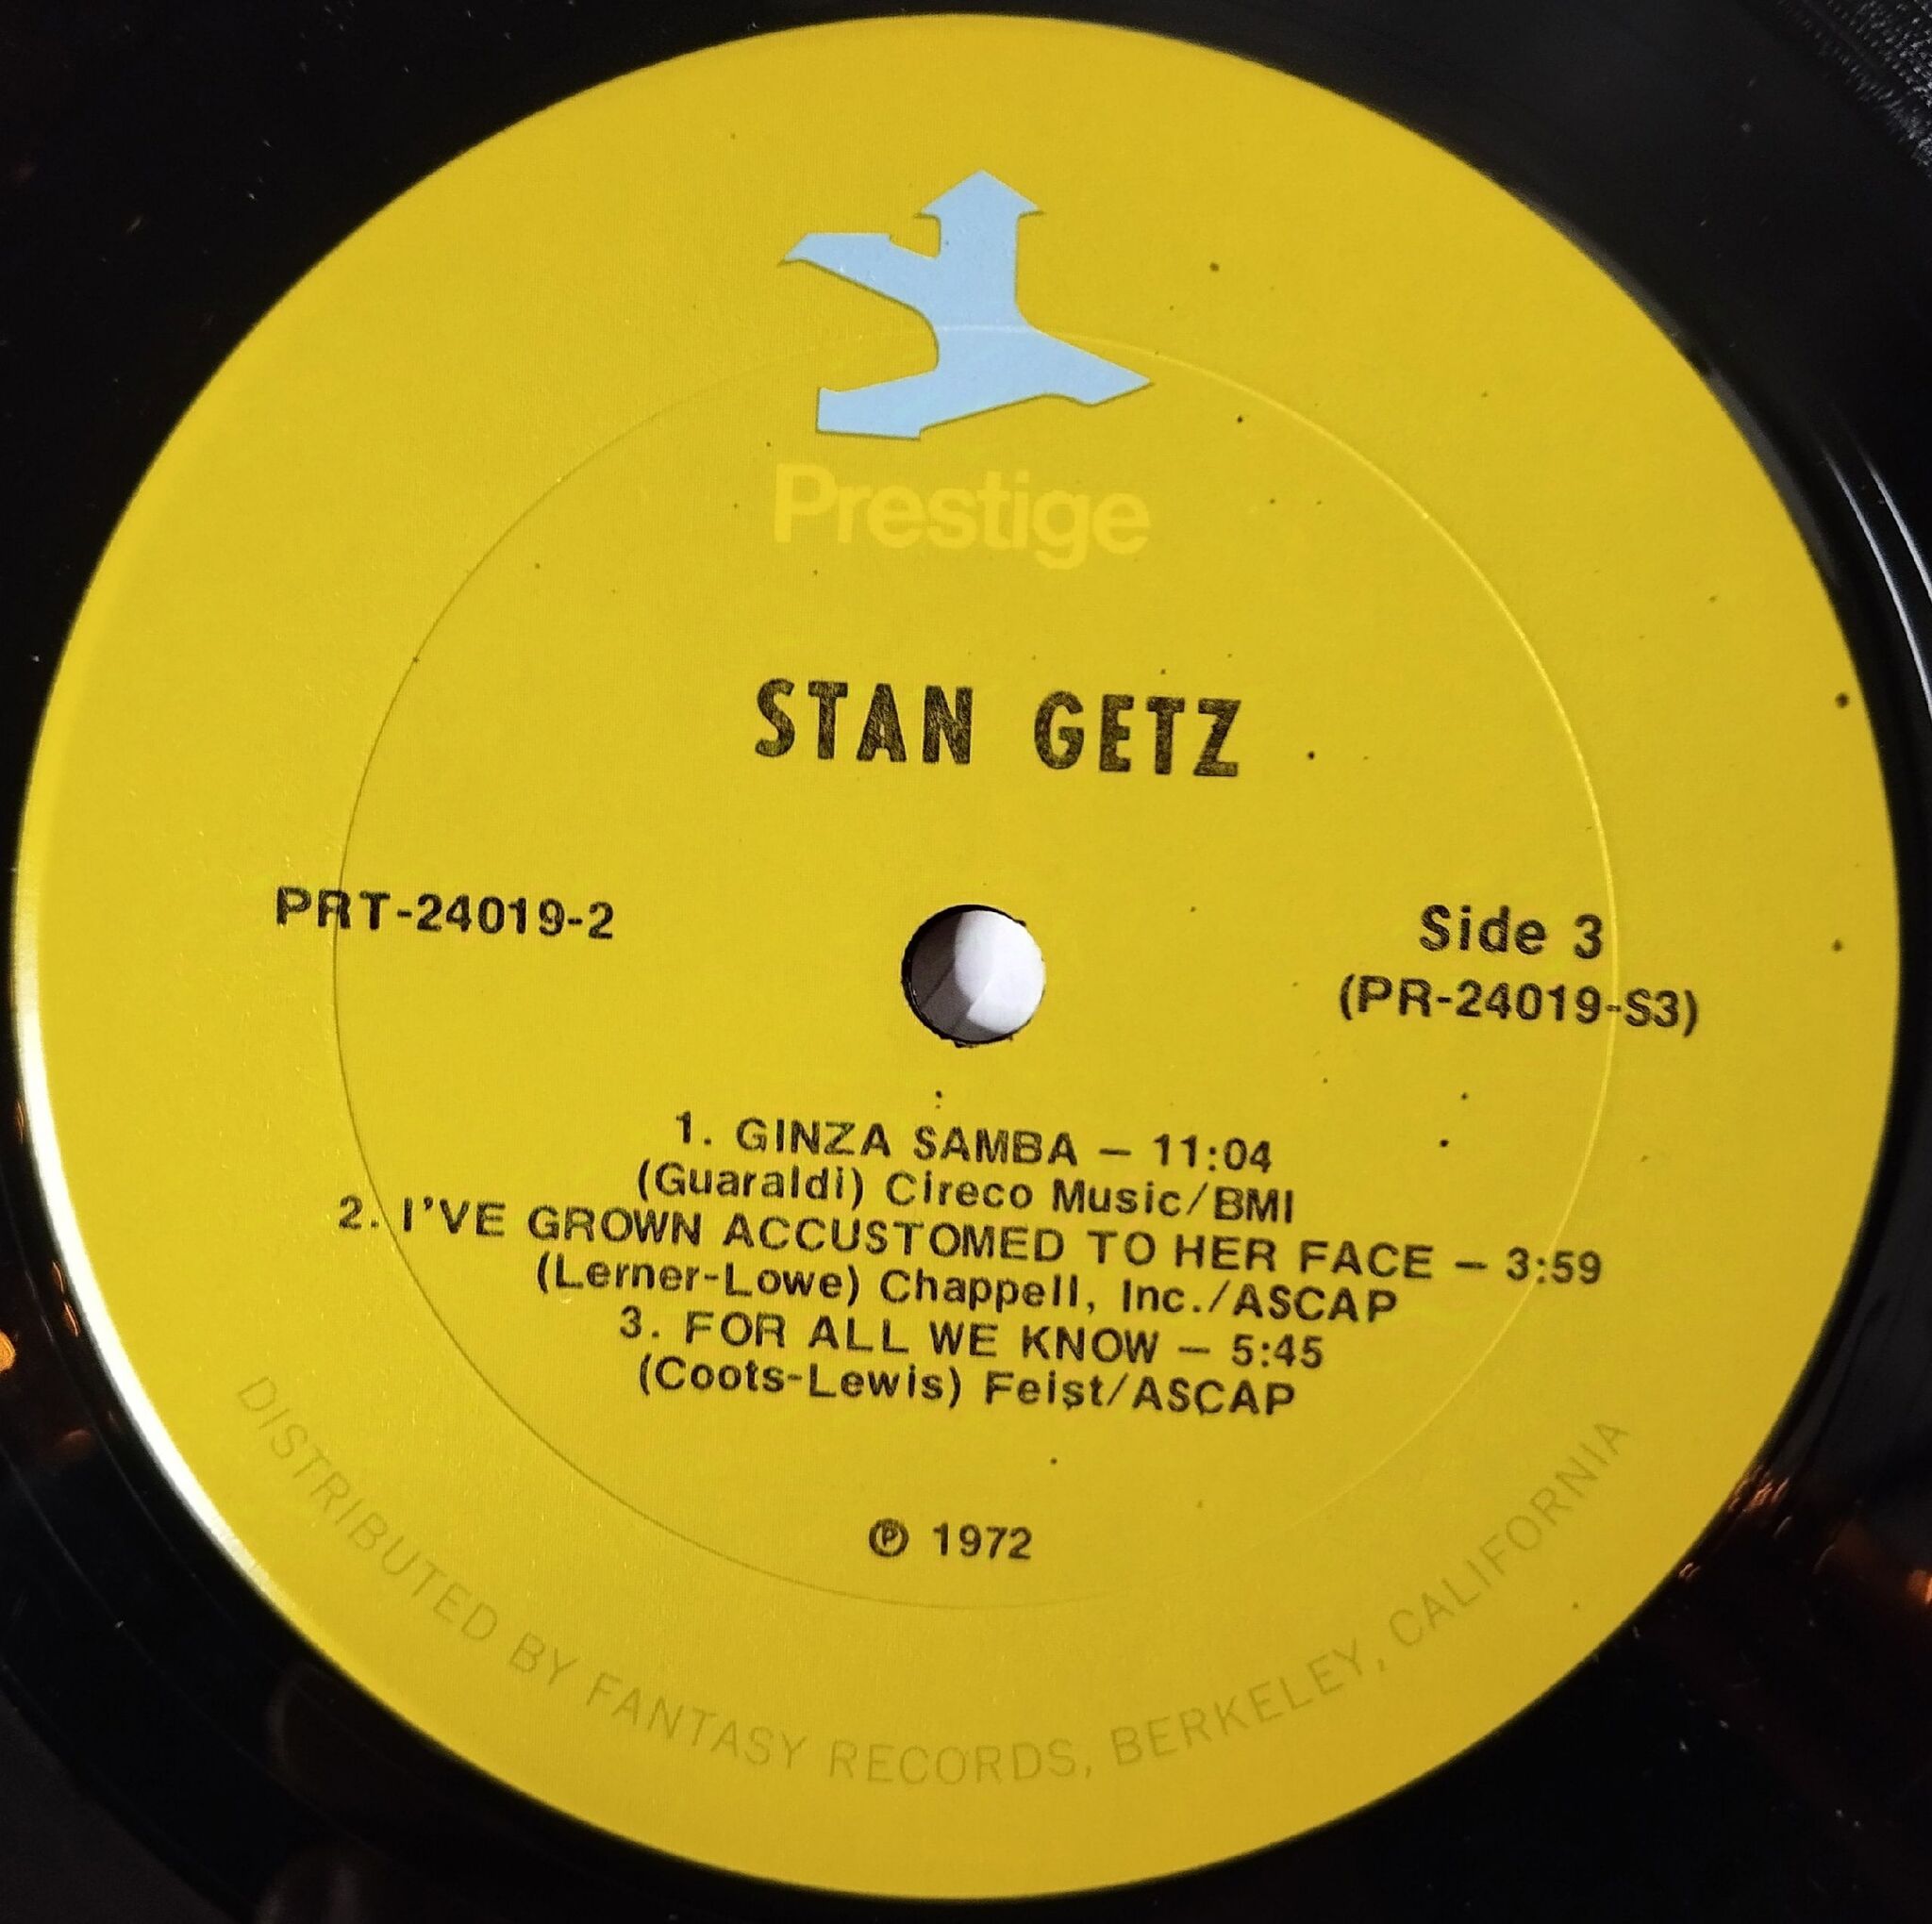 Prestige
STAN GETZ
PRT-24019-2
Side 3
(PR-24019-S3)
1. GINZA SAMBA — 11:04
(Guaraldi) Cireco Music/BMI
2. I'VE GROWN ACCUSTOMED TO HER FACE — 3:59
(Lerner-Lowe) Chappell, Inc./ASCAP
3. FOR ALL WE KNOW — 5:45
(Coots-Lewis) Feist/ASCAP
℗ 1972
DISTRIBUTED BY FANTASY RECORDS, BERKELEY, CALIFORNIA